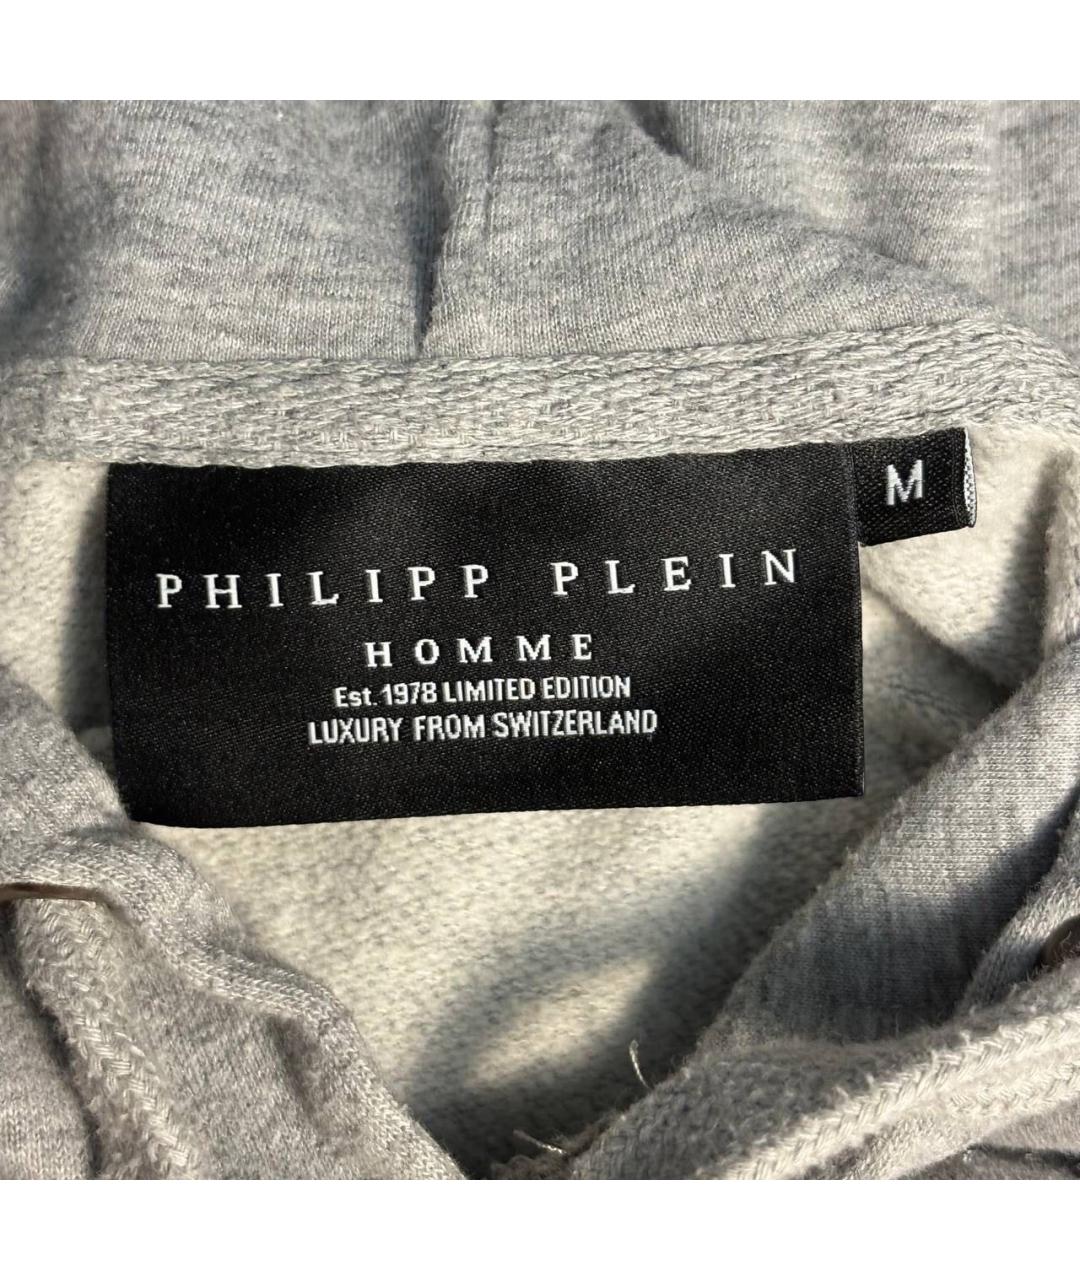 M
PHILIPP PLEIN
HOMME
Est. 1978 LIMITED EDITION
LUXURY FROM SWITZERLAND